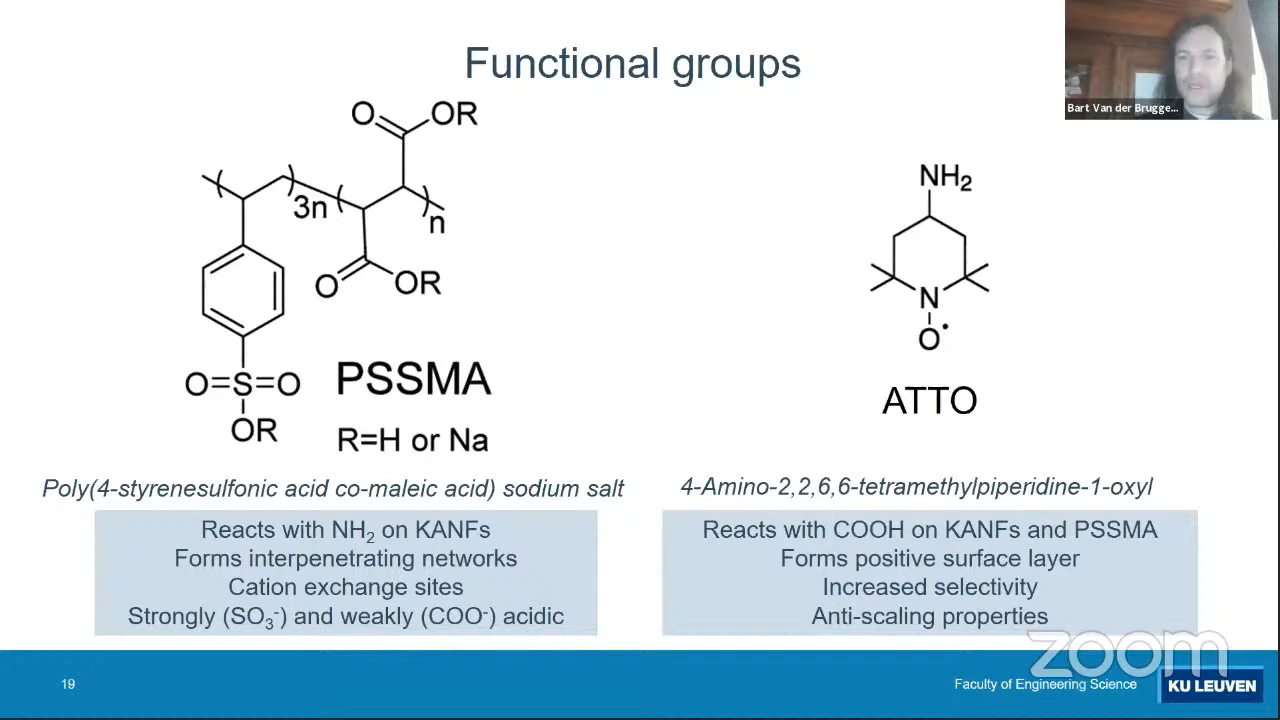 Functional groups
Bart Van der Brugge...
O
OR
3n
n
O
OR
O=S=O
OR
PSSMA
R=H or Na
NH2
N
O•
ATTO
Poly(4-styrenesulfonic acid co-maleic acid) sodium salt
Reacts with NH2 on KANFs
Forms interpenetrating networks
Cation exchange sites
Strongly (SO3-) and weakly (COO-) acidic
4-Amino-2,2,6,6-tetramethylpiperidine-1-oxyl
Reacts with COOH on KANFs and PSSMA
Forms positive surface layer
Increased selectivity
Anti-scaling properties
zoom
19
Faculty of Engineering Science
KU LEUVEN